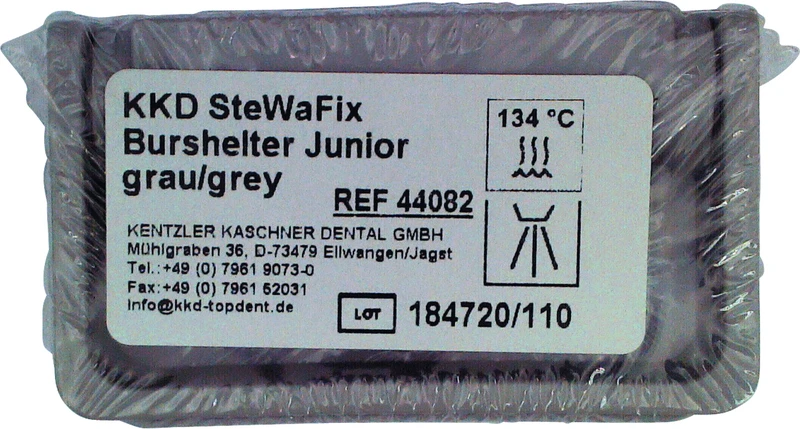 KKD SteWaFix
Burshelter Junior
grau/grey
REF 44082
134 °C
KENTZLER KASCHNER DENTAL GMBH
Mühlgraben 36, D-73479 Ellwangen/Jagst
Tel.:+49 (0) 7961 9073-0
Fax:+49 (0) 7961 62031
info@kkd-topdent.de
LOT 184720/110